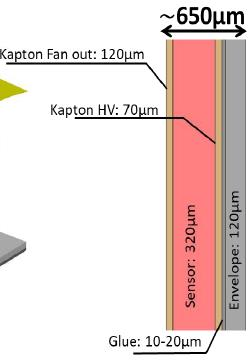 ~650µm
Kapton Fan out: 120µm
Kapton HV: 70µm
Sensor: 320µm
Envelope: 120µm
Glue: 10-20µm